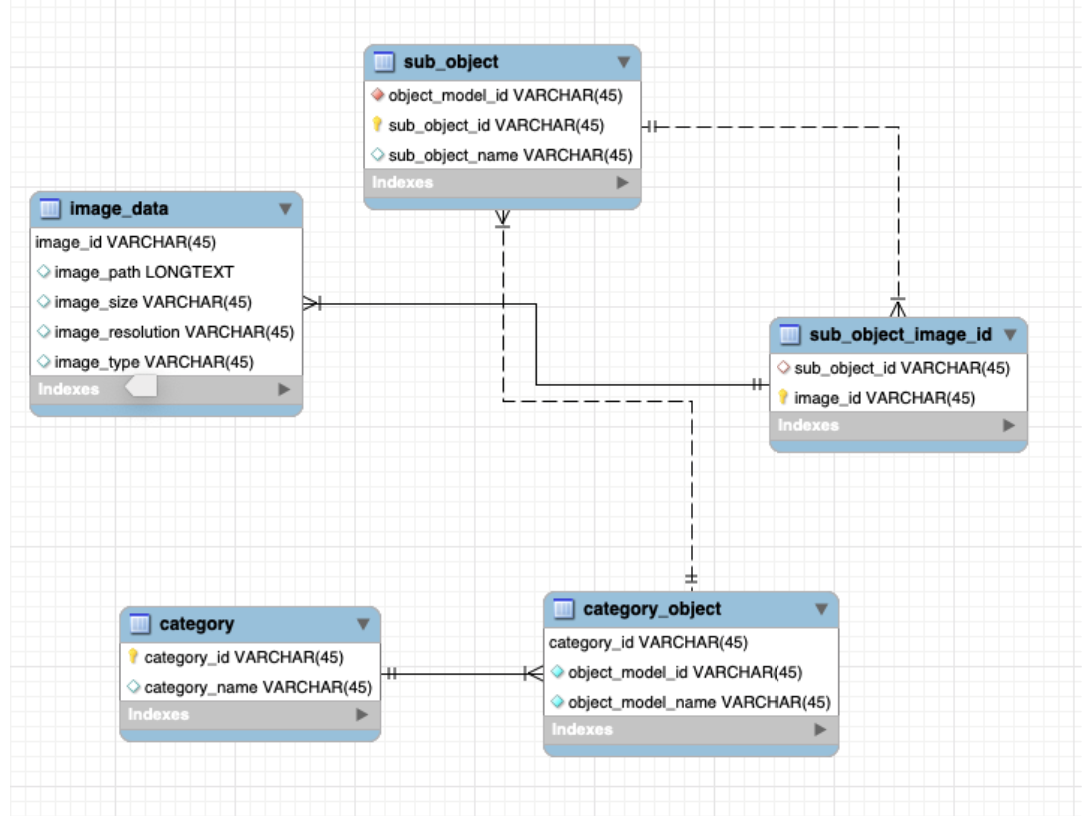 sub_object
object_model_id VARCHAR(45)
sub_object_id VARCHAR(45)
sub_object_name VARCHAR(45)
Indexes
image_data
image_id VARCHAR(45)
image_path LONGTEXT
image_size VARCHAR(45)
image_resolution VARCHAR(45)
image_type VARCHAR(45)
Indexes
sub_object_image_id
sub_object_id VARCHAR(45)
image_id VARCHAR(45)
Indexes
category
category_id VARCHAR(45)
category_name VARCHAR(45)
Indexes
category_object
category_id VARCHAR(45)
object_model_id VARCHAR(45)
object_model_name VARCHAR(45)
Indexes